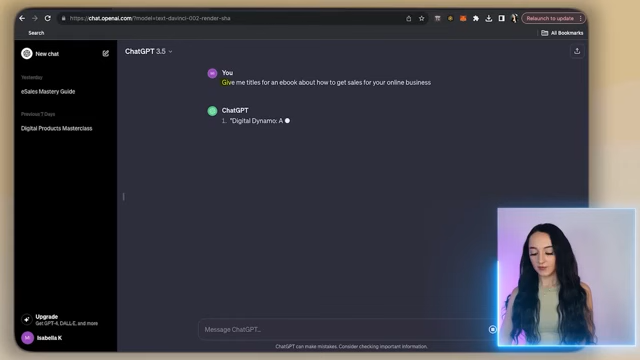 https://chat.openai.com/?model=text-davinci-002-render-sha
Relaunch to update
Search
All Bookmarks
New chat
ChatGPT 3.5
Yesterday
eSales Mastery Guide
Previous 7 Days
Digital Products Masterclass
You
Give me titles for an ebook about how to get sales for your online business
ChatGPT
1. "Digital Dynamo: A
Upgrade
Get GPT-4, DALL·E, and more
Isabella K
Message ChatGPT...
ChatGPT can make mistakes. Consider checking important information.